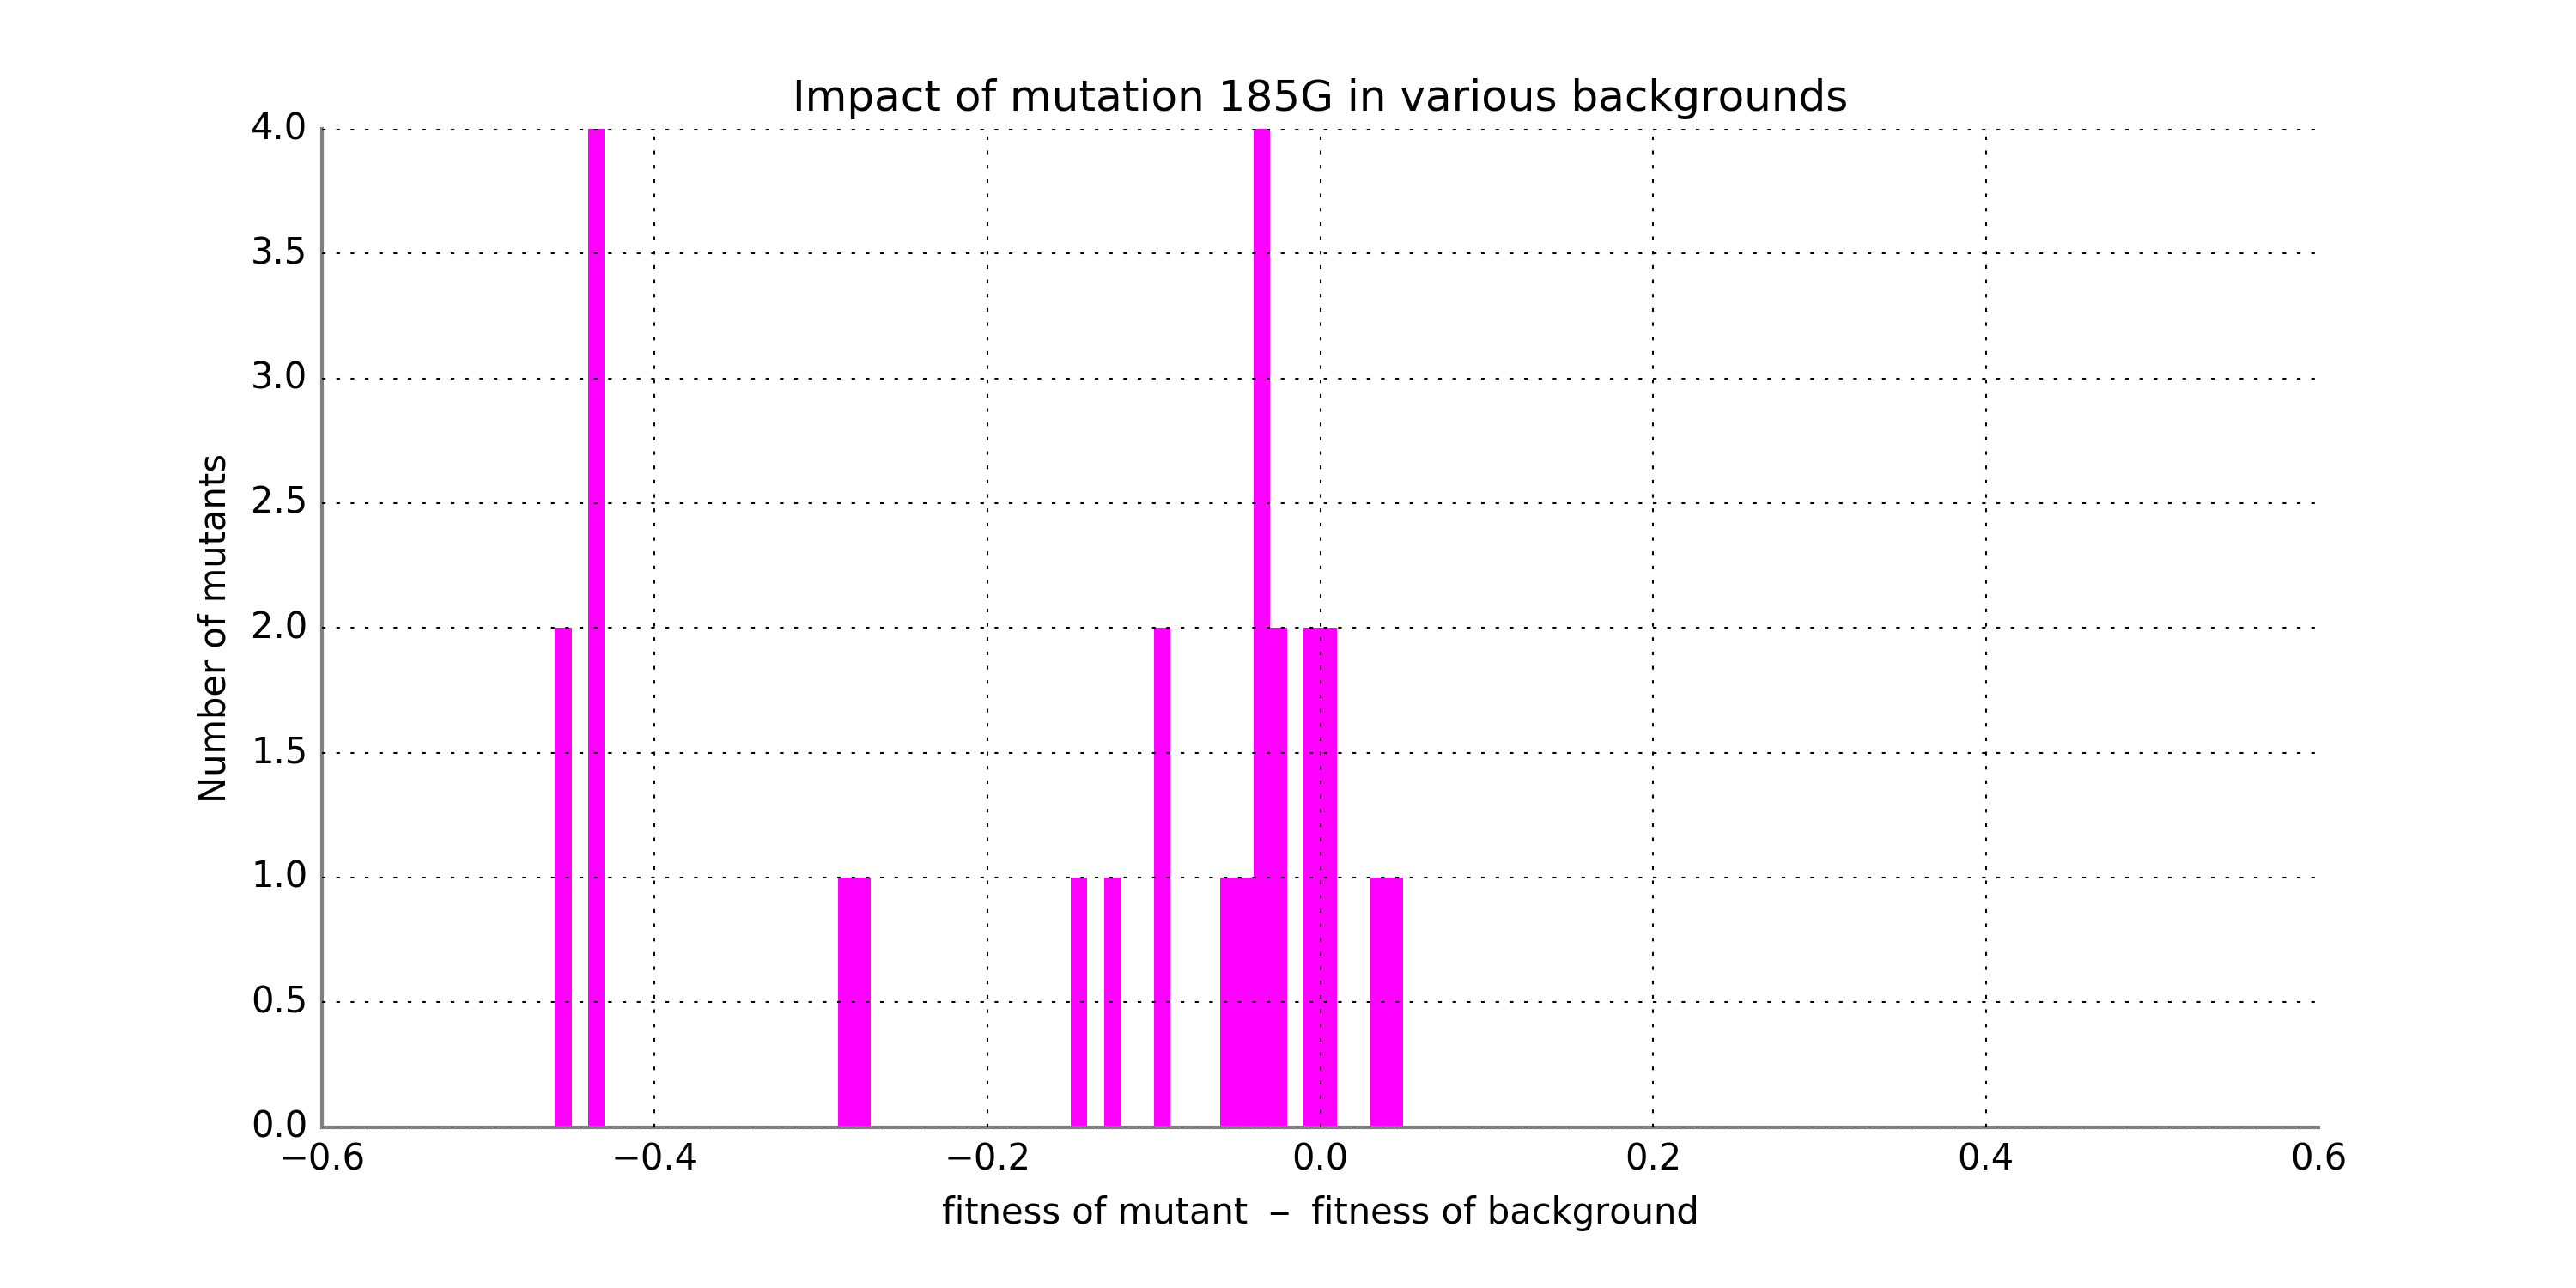 Impact of mutation 185G in various backgrounds
4.0
3.5
3.0
2.5
2.0
1.5
1.0
0.5
0.0
Number of mutants
−0.6 −0.4 −0.2 0.0 0.2 0.4 0.6
fitness of mutant − fitness of background